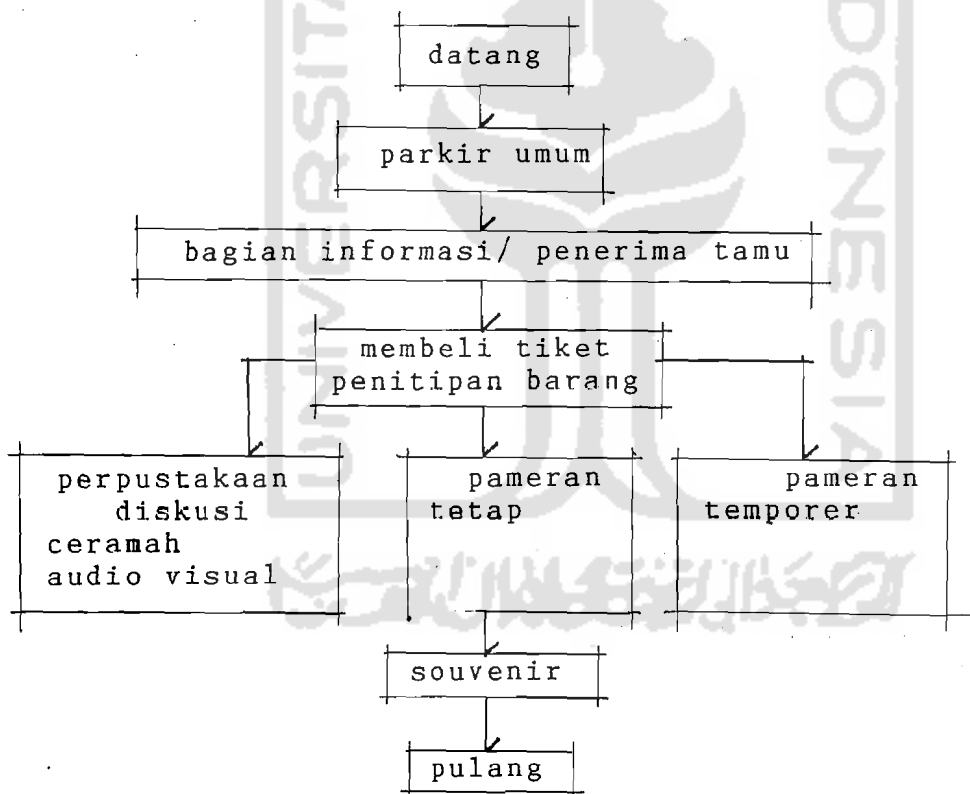 datang
parkir umum
bagian informasi/ penerima tamu
membeli tiket
penitipan barang
perpustakaan
diskusi
ceramah
audio visual
pameran
tetap
pameran
temporer
souvenir
pulang